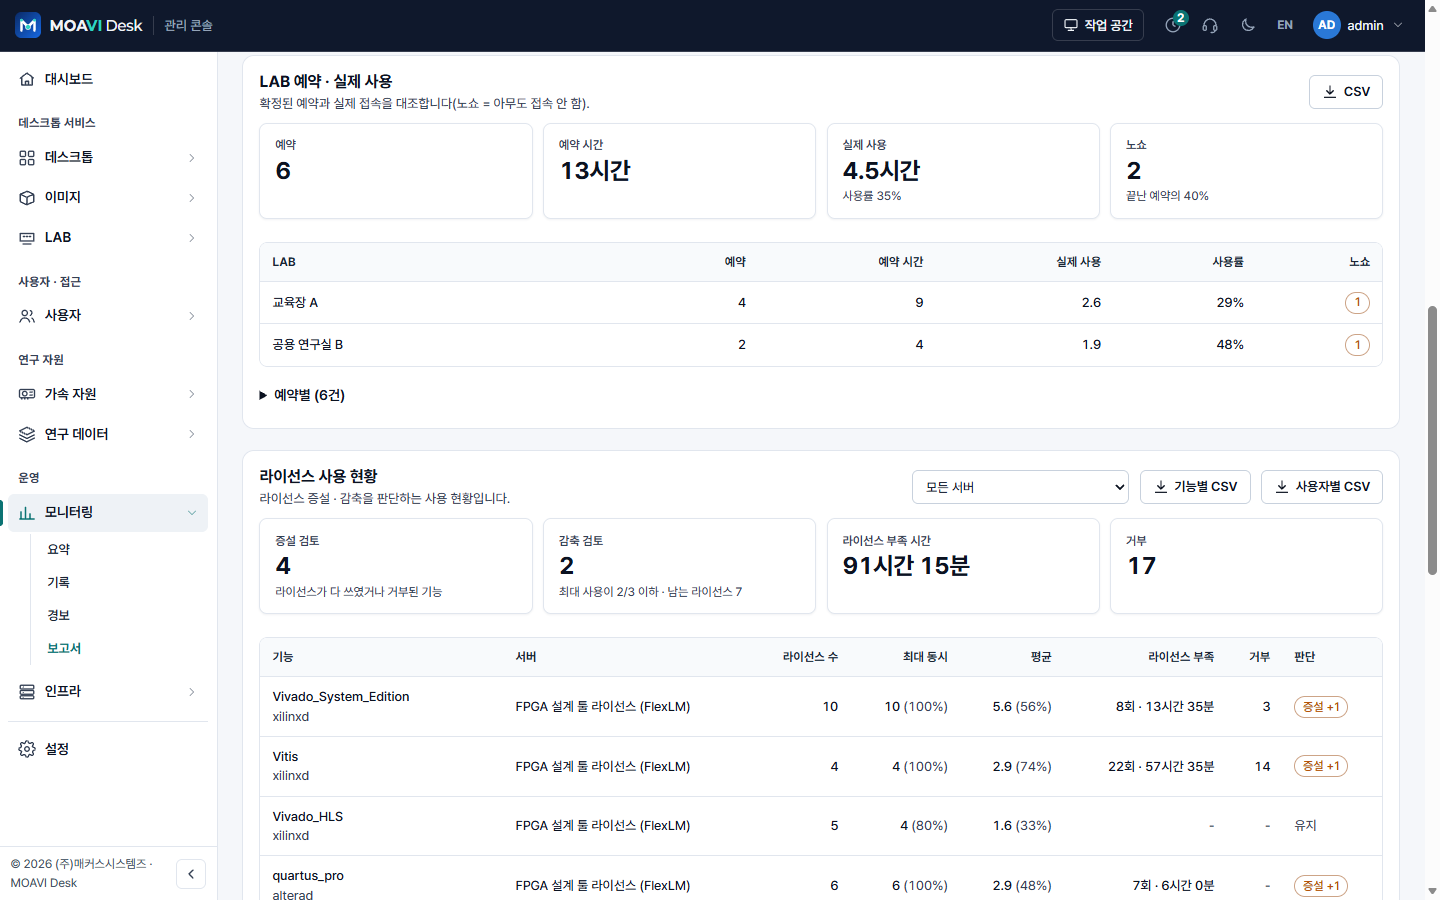 MOAVI Desk
관리 콘솔
작업 공간
2
EN
AD
admin
대시보드
데스크톱 서비스
데스크톱
이미지
LAB
사용자 · 접근
사용자
연구 자원
가속 자원
연구 데이터
운영
모니터링
요약
기록
경보
보고서
인프라
설정
© 2026 (주)매커스시스템즈 ·
MOAVI Desk
LAB 예약 · 실제 사용
확정된 예약과 실제 접속을 대조합니다(노쇼 = 아무도 접속 안 함).
CSV
예약
6
예약 시간
13시간
실제 사용
4.5시간
사용률 35%
노쇼
2
끝난 예약의 40%
LAB 예약 예약 시간 실제 사용 사용률 노쇼
교육장 A 4 9 2.6 29% 1
공용 연구실 B 2 4 1.9 48% 1
예약별 (6건)
라이선스 사용 현황
라이선스 증설 · 감축을 판단하는 사용 현황입니다.
모든 서버
기능별 CSV
사용자별 CSV
증설 검토
4
라이선스가 다 쓰였거나 거부된 기능
감축 검토
2
최대 사용이 2/3 이하 · 남는 라이선스 7
라이선스 부족 시간
91시간 15분
거부
17
기능 서버 라이선스 수 최대 동시 평균 라이선스 부족 거부 판단
Vivado_System_Edition
xilinxd
FPGA 설계 툴 라이선스 (FlexLM) 10 10 (100%) 5.6 (56%) 8회 · 13시간 35분 3 증설 +1
Vitis
xilinxd
FPGA 설계 툴 라이선스 (FlexLM) 4 4 (100%) 2.9 (74%) 22회 · 57시간 35분 14 증설 +1
Vivado_HLS
xilinxd
FPGA 설계 툴 라이선스 (FlexLM) 5 4 (80%) 1.6 (33%) - - 유지
quartus_pro
alterad
FPGA 설계 툴 라이선스 (FlexLM) 6 6 (100%) 2.9 (48%) 7회 · 6시간 0분 - 증설 +1